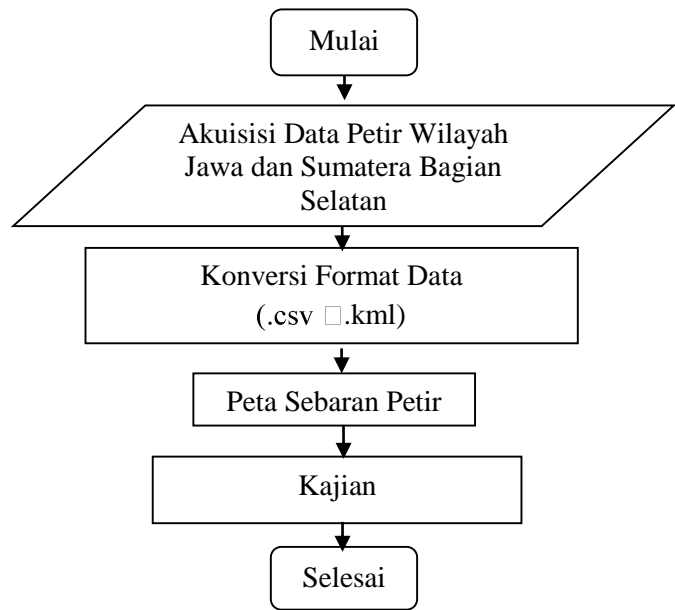 Mulai
Akuisisi Data Petir Wilayah
Jawa dan Sumatera Bagian
Selatan
Konversi Format Data
(.csv □.kml)
Peta Sebaran Petir
Kajian
Selesai